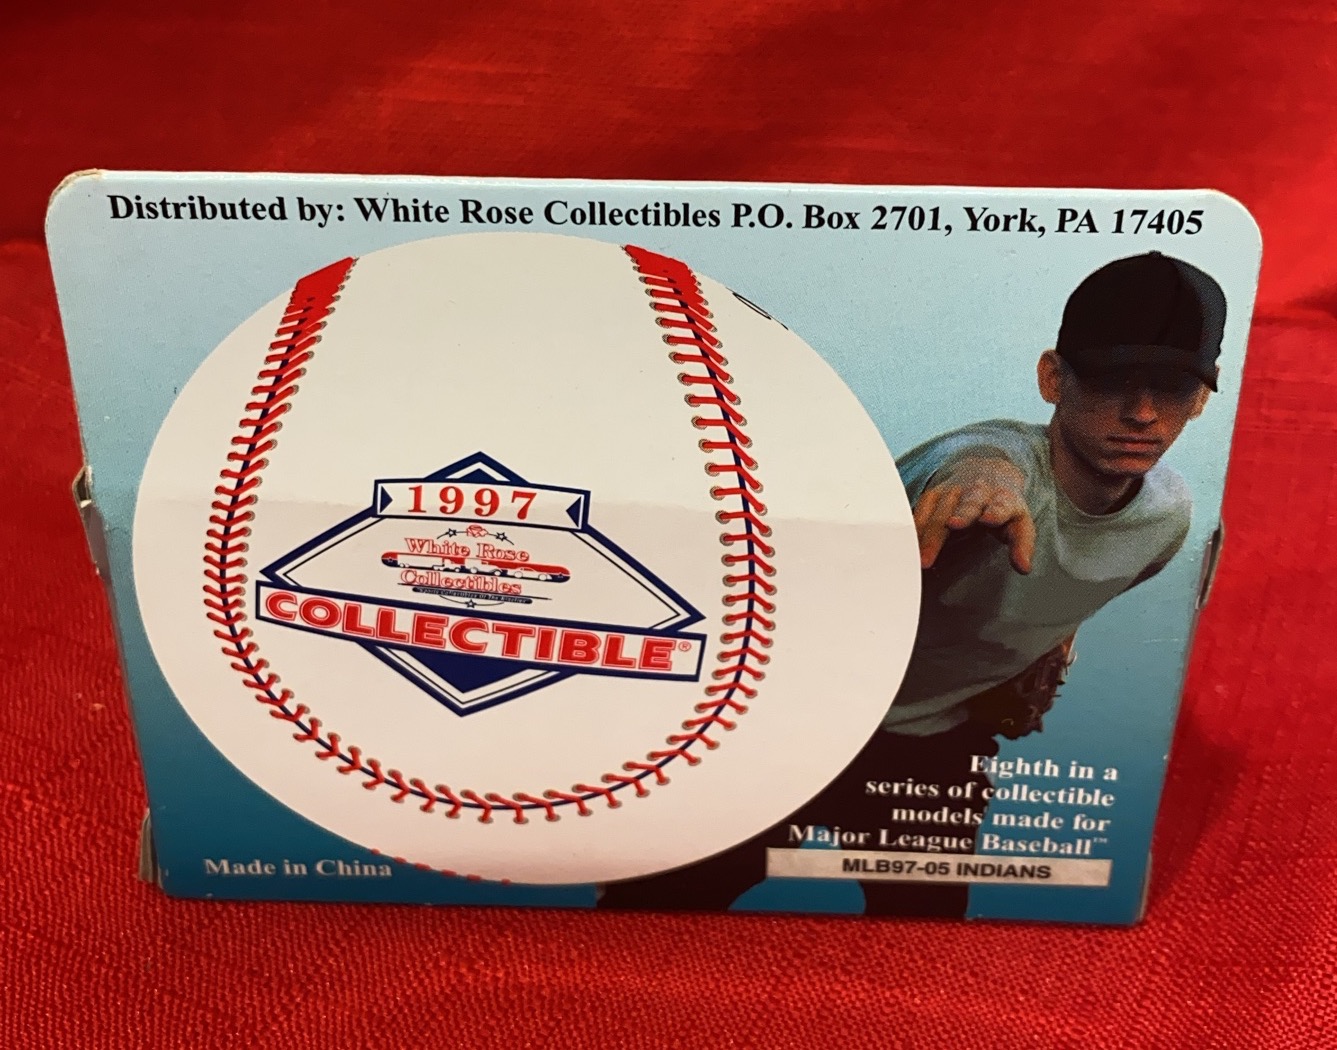 Distributed by: White Rose Collectibles P.O. Box 2701, York, PA 17405
1997
White Rose
Collectibles
COLLECTIBLE®
Eighth in a
series of collectible
models made for
Major League Baseball™
MLB97-05 INDIANS
Made in China